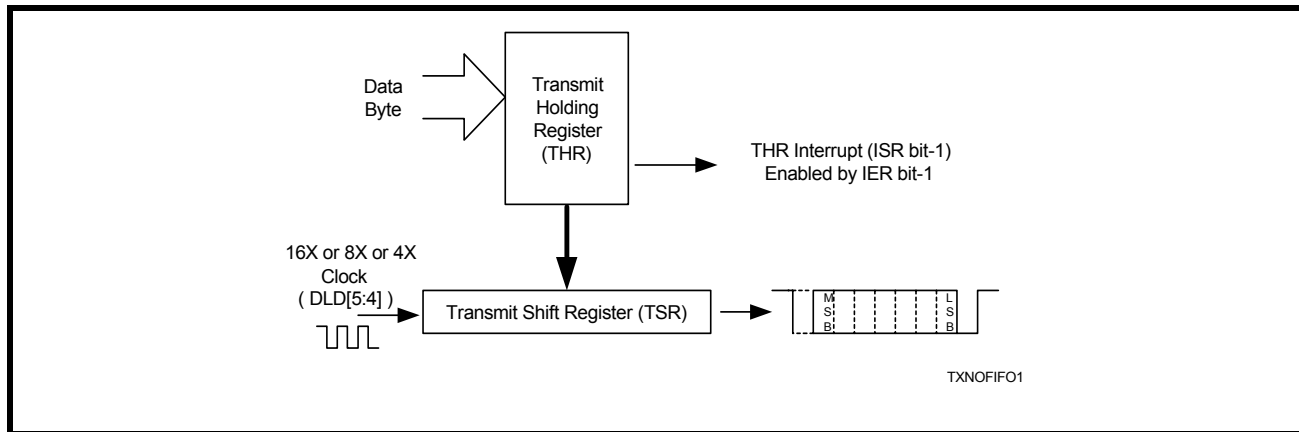 Data
Byte
Transmit
Holding
Register
(THR)
THR Interrupt (ISR bit-1)
Enabled by IER bit-1
16X or 8X or 4X
Clock
( DLD[5:4] )
Transmit Shift Register (TSR)
M
S
B
L
S
B
TXNOFIFO1